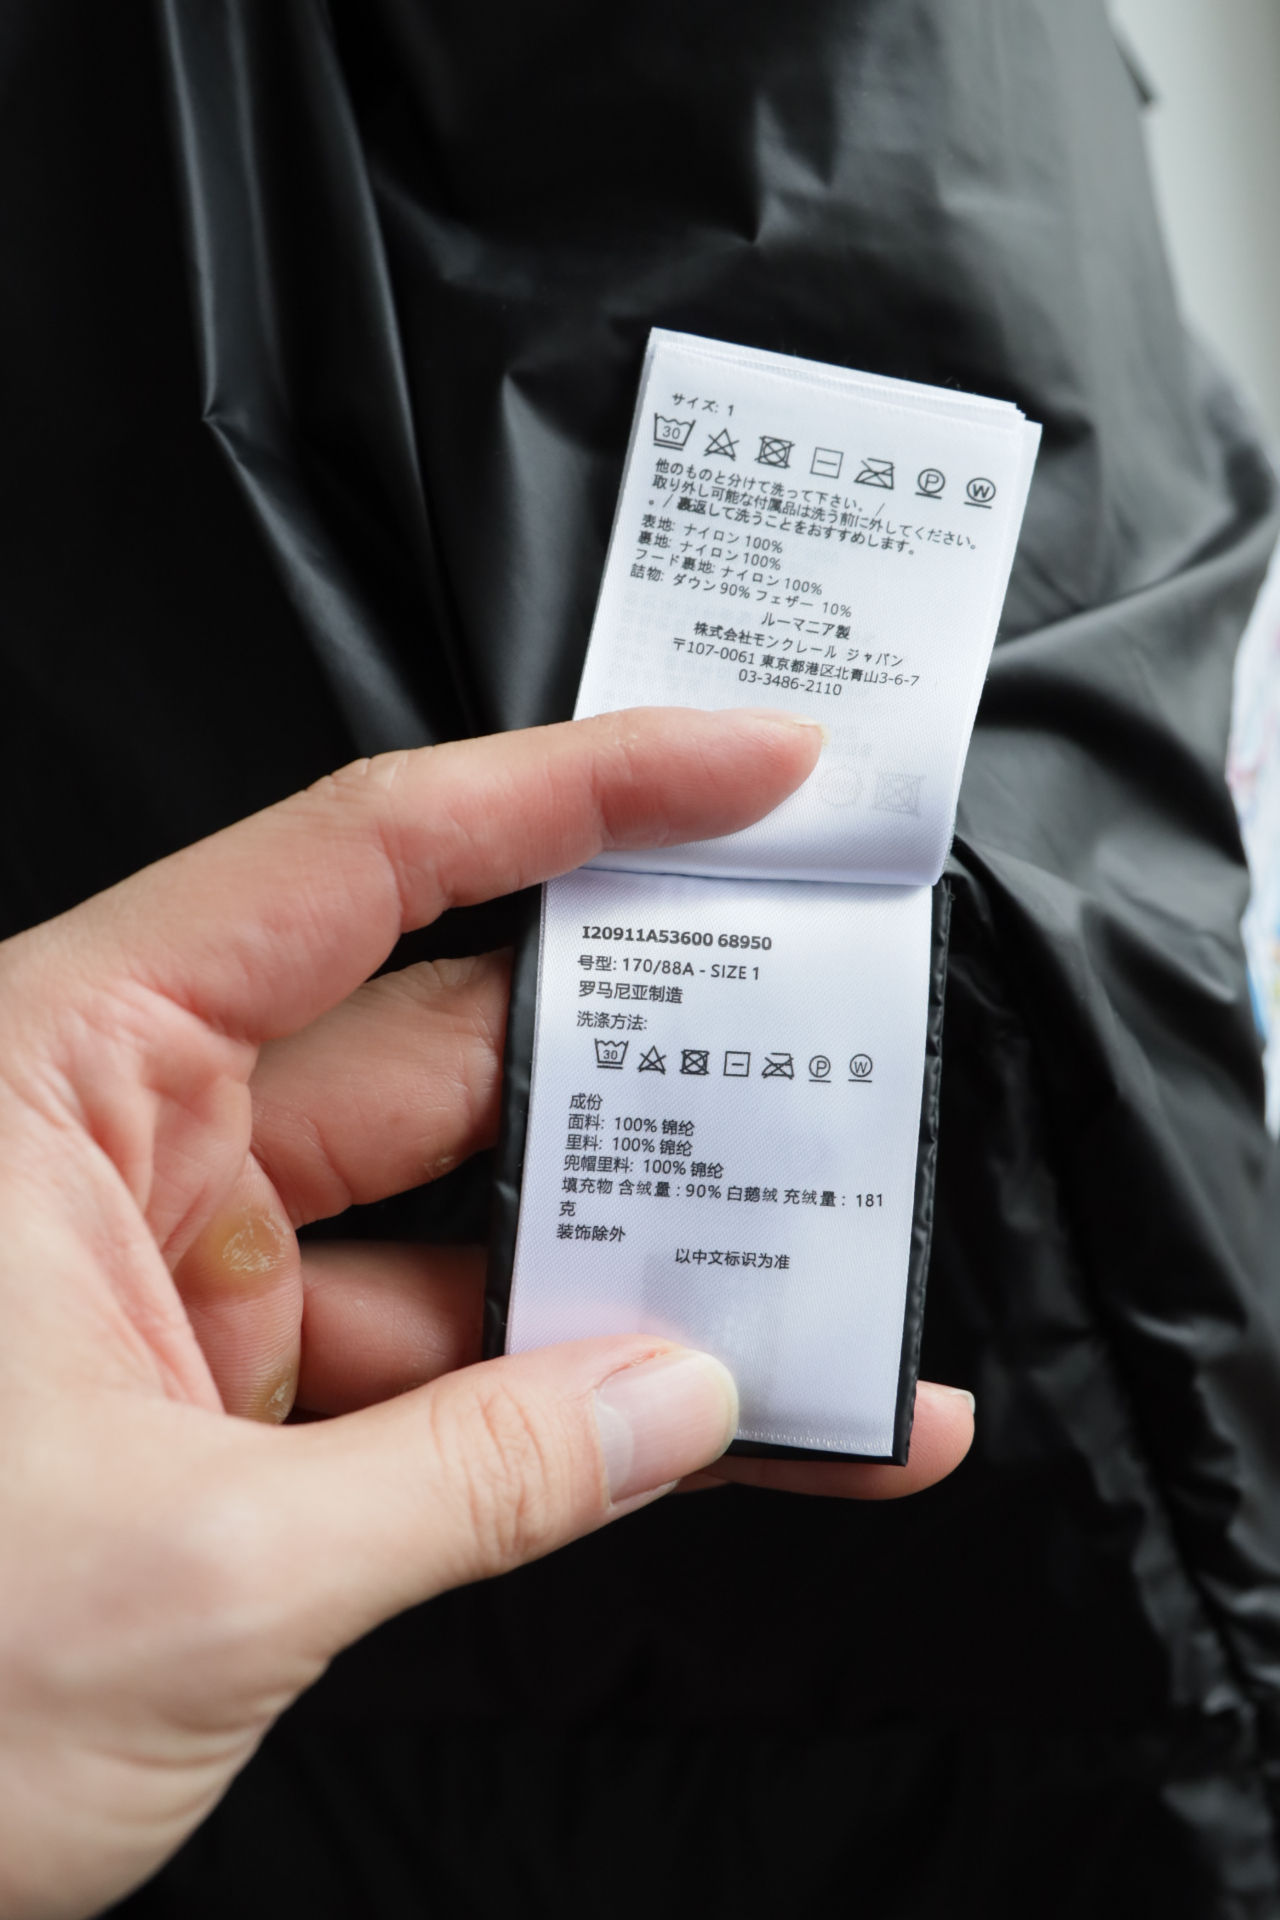 サイズ: 1
30
P
W
他のものと分けて洗って下さい。 /
取り外し可能な付属品は洗う前に外してください。
。/ 裏返して洗うことをおすすめします。
表地: ナイロン 100%
裏地: ナイロン 100%
フード裏地: ナイロン 100%
詰物: ダウン 90% フェザー 10%
ルーマニア製
株式会社モンクレール ジャパン
〒107-0061 東京都港区北青山3-6-7
03-3486-2110
I20911A53600 68950
号型: 170/88A - SIZE 1
罗马尼亚制造
洗涤方法:
30
P
W
成份
面料: 100% 锦纶
里料: 100% 锦纶
兜帽里料: 100% 锦纶
填充物 含绒量 : 90% 白鹅绒 充绒量 : 181
克
装饰除外
以中文标识为准